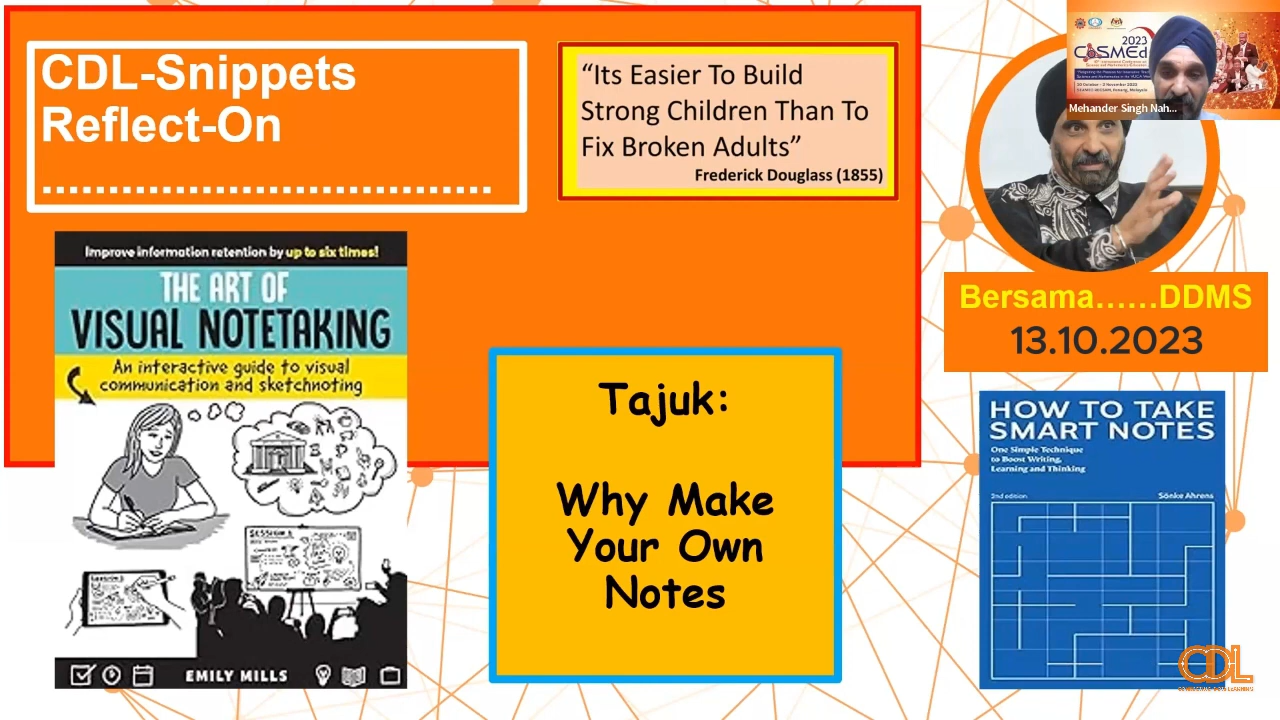 CDL-Snippets
Reflect-On
......................................
“Its Easier To Build
Strong Children Than To
Fix Broken Adults”
Frederick Douglass (1855)
2023
COSMEd
Mehander Singh Nah...
Bersama......DDMS
13.10.2023
Improve information retention by up to six times!
THE ART OF
VISUAL NOTETAKING
An interactive guide to visual
communication and sketchnoting
EMILY MILLS
Tajuk:
Why Make
Your Own
Notes
HOW TO TAKE
SMART NOTES
One Simple Technique
to Boost Writing,
Learning and Thinking
2nd edition
Sönke Ahrens
CDL